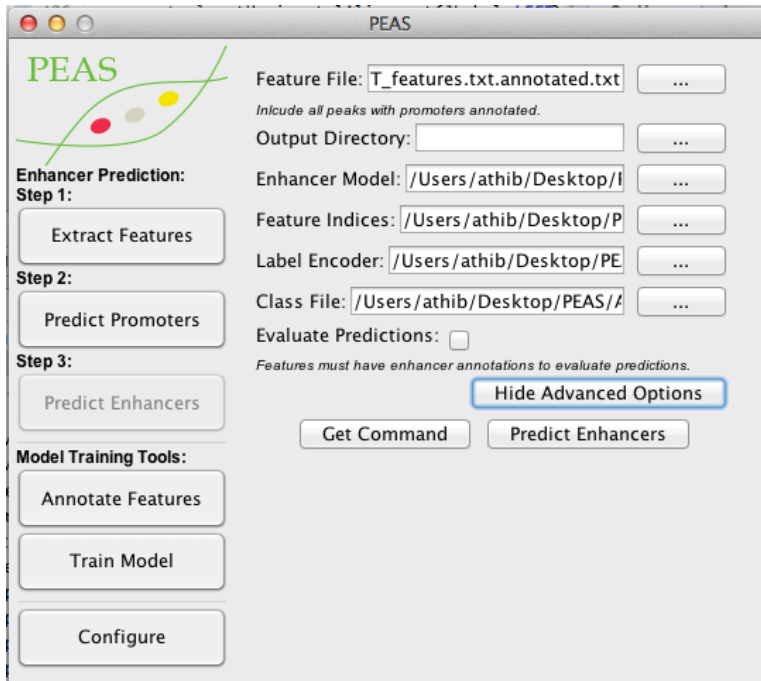 PEAS
PEAS
Enhancer Prediction:
Step 1:
Extract Features
Step 2:
Predict Promoters
Step 3:
Predict Enhancers
Model Training Tools:
Annotate Features
Train Model
Configure
Feature File: T_features.txt.annotated.txt ...
Inlcude all peaks with promoters annotated.
Output Directory: ...
Enhancer Model: /Users/athib/Desktop/ ...
Feature Indices: /Users/athib/Desktop/P ...
Label Encoder: /Users/athib/Desktop/PE ...
Class File: /Users/athib/Desktop/PEAS/ ...
Evaluate Predictions:
Features must have enhancer annotations to evaluate predictions.
Hide Advanced Options
Get Command Predict Enhancers